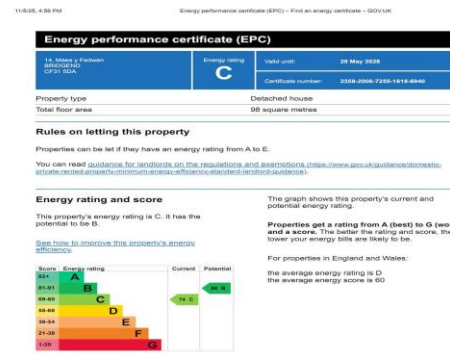 11/6/25, 4:56 PM
Energy performance certificate (EPC) – Find an energy certificate – GOV.UK
Energy performance certificate (EPC)
14, Maes y Fedwen
BRIDGEND
CF31 5DA
Energy rating
C
Valid until:
29 May 2028
Certificate number:
2358-2006-7255-1618-8940
Property type
Detached house
Total floor area
98 square metres
Rules on letting this property
Properties can be let if they have an energy rating from A to E.
You can read guidance for landlords on the regulations and exemptions (https://www.gov.uk/guidance/domestic-
private-rented-property-minimum-energy-efficiency-standard-landlord-guidance).
Energy rating and score
This property's energy rating is C. It has the
potential to be B.
See how to improve this property's energy
efficiency.
Score Energy rating Current Potential
92+ A
81-91 B
69-80 C
55-68 D
39-54 E
21-38 F
1-20 G
74 C
The graph shows this property's current and
potential energy rating.
Properties get a rating from A (best) to G (wo
and a score. The better the rating and score, the
lower your energy bills are likely to be.
For properties in England and Wales:
the average energy rating is D
the average energy score is 60